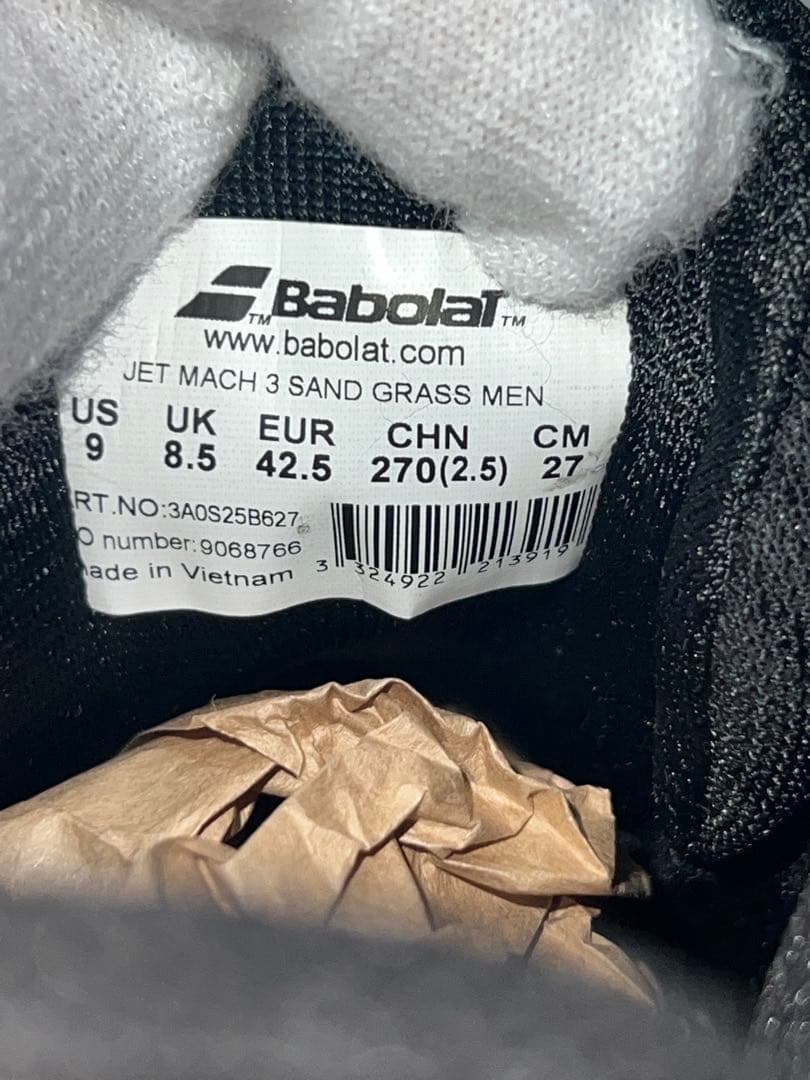 Babolat™
www.babolat.com
JET MACH 3 SAND GRASS MEN
US UK EUR CHN CM
9 8.5 42.5 270(2.5) 27
RT.NO:3A0S25B627
O number:9068766
ade in Vietnam
3 324922 213919